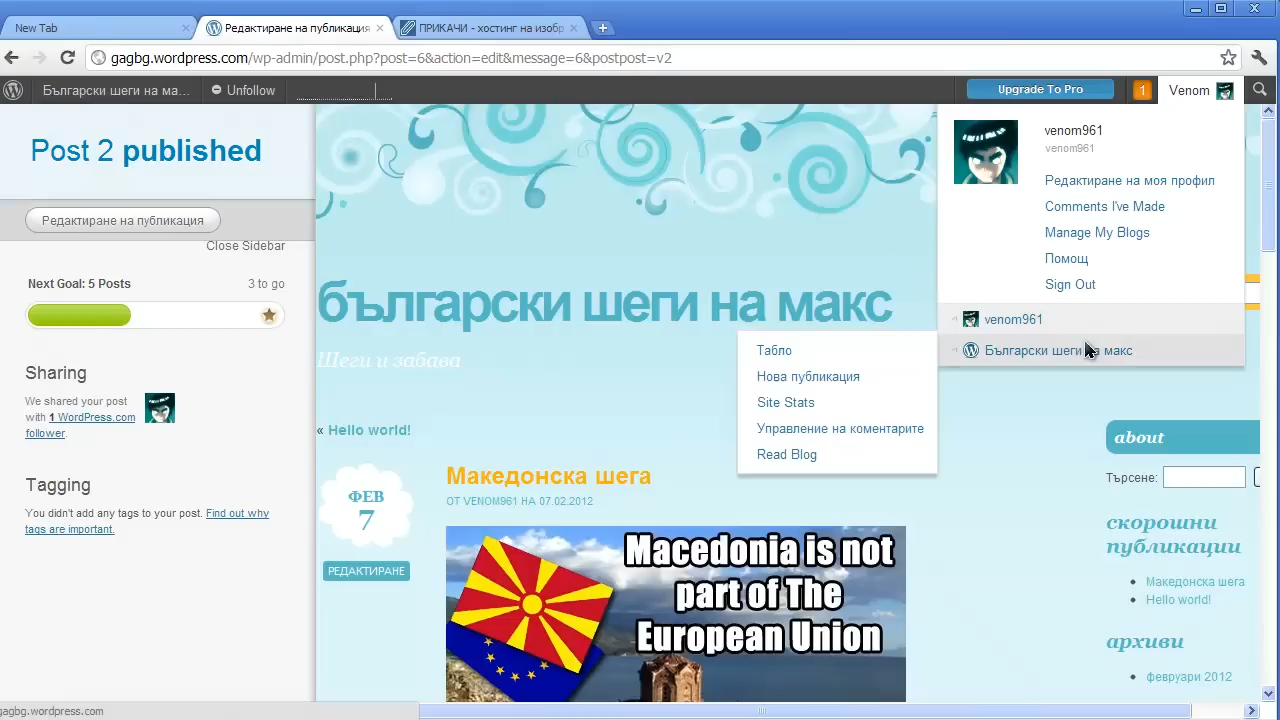 New Tab
Редактиране на публикация
ПРИКАЧИ - хостинг на изобр
gagbg.wordpress.com/wp-admin/post.php?post=6&action=edit&message=6&postpost=v2
Български шеги на ма...
Unfollow
Upgrade To Pro
1
Venom
Post 2 published
Редактиране на публикация
Close Sidebar
Next Goal: 5 Posts
3 to go
Sharing
We shared your post
with 1 WordPress.com
follower.
Tagging
You didn't add any tags to your post. Find out why
tags are important.
български шеги на макс
Шеги и забава
« Hello world!
ФЕВ
7
РЕДАКТИРАНЕ
Македонска шега
ОТ VENOM961 НА 07.02.2012
Macedonia is not
part of The
European Union
venom961
venom961
Редактиране на моя профил
Comments I've Made
Manage My Blogs
Помощ
Sign Out
venom961
Български шеги на макс
Табло
Нова публикация
Site Stats
Управление на коментарите
Read Blog
about
Търсене:
скорошни
публикации
Македонска шега
Hello world!
архиви
февруари 2012
gagbg.wordpress.com